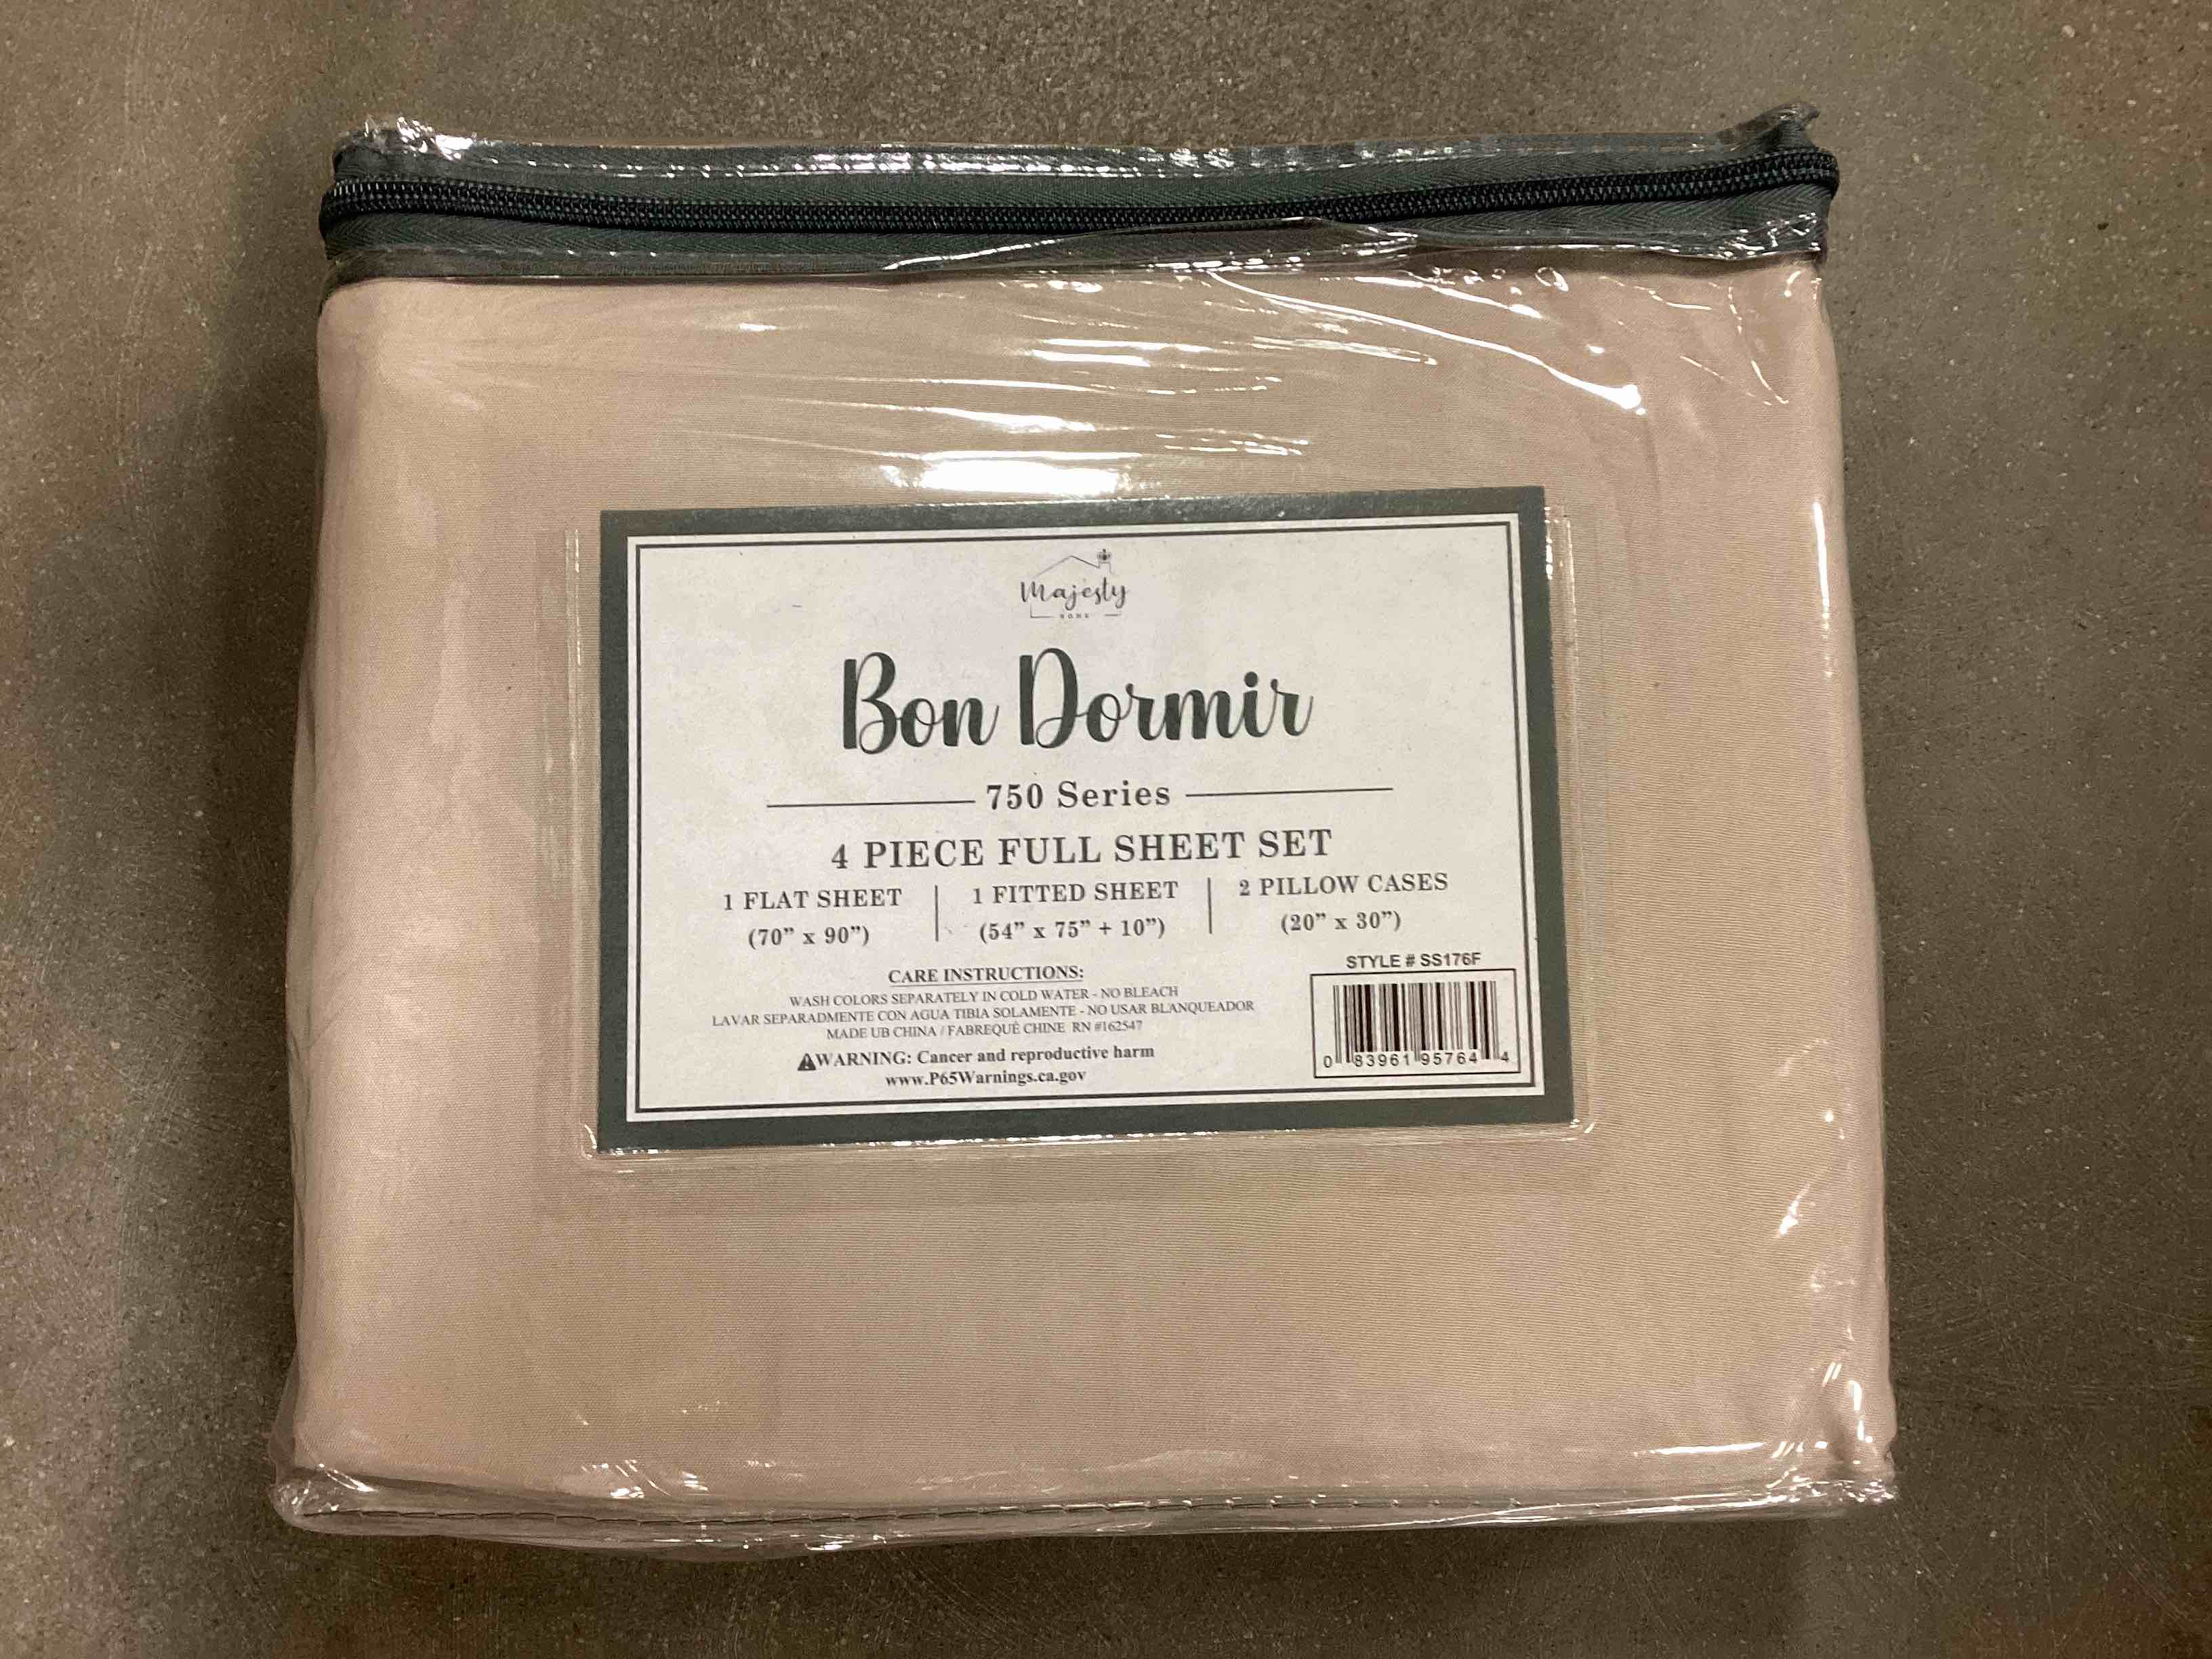 Majesty
HOME
Bon Dormir
750 Series
4 PIECE FULL SHEET SET
1 FLAT SHEET
(70” x 90”)
1 FITTED SHEET
(54” x 75” + 10”)
2 PILLOW CASES
(20” x 30”)
CARE INSTRUCTIONS:
WASH COLORS SEPARATELY IN COLD WATER - NO BLEACH
LAVAR SEPARADMENTE CON AGUA TIBIA SOLAMENTE - NO USAR BLANQUEADOR
MADE UB CHINA / FABREQUÉ CHINE RN #162547
⚠WARNING: Cancer and reproductive harm
www.P65Warnings.ca.gov
STYLE # SS176F
0 83961 95764 4